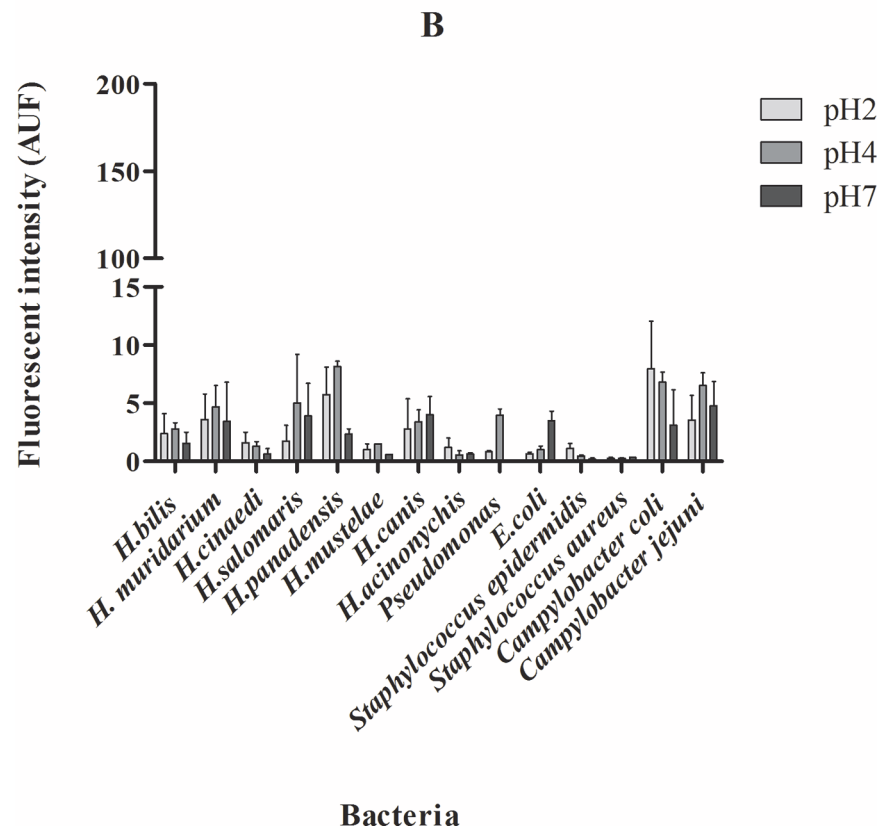 B
Fluorescent intensity (AUF)
200
150
100
15
10
5
0
pH2
pH4
pH7
H.bilis
H. muridarium
H.cinaedi
H.salomaris
H.panadensis
H.mustelae
H.canis
H.acinonychis
Pseudomonas
E.coli
Staphylococcus epidermidis
Staphylococcus aureus
Campylobacter coli
Campylobacter jejuni
Bacteria